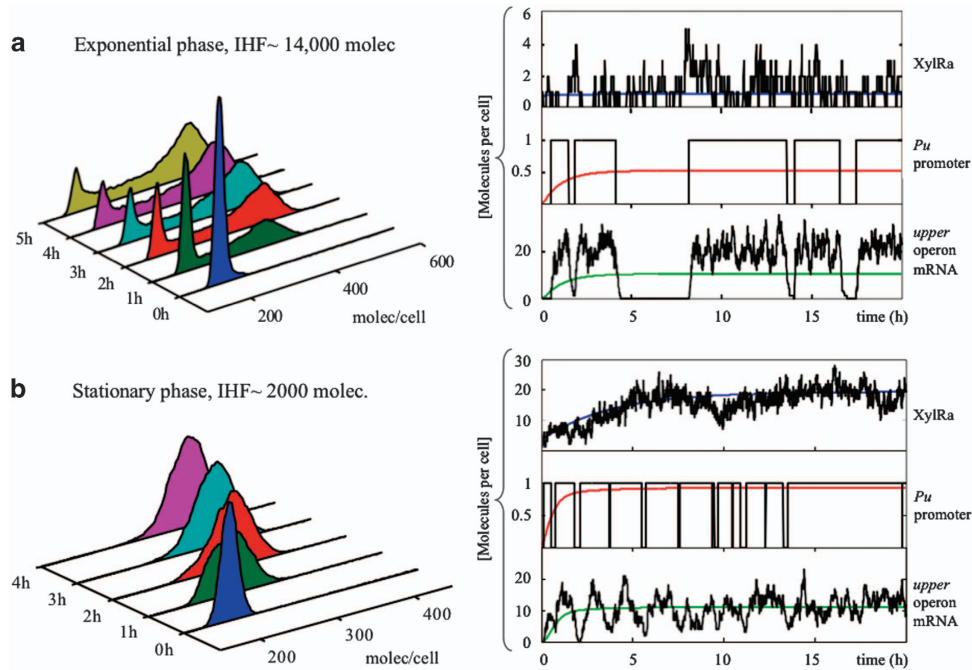 a
Exponential phase, IHF~ 14,000 molec
5h
4h
3h
2h
1h
0h
200
400
600
molec/cell
[Molecules per cell]
6
4
2
0
XylRa
1
0.5
Pu
promoter
20
0
upper
operon
mRNA
0
5
10
15
time (h)
b
Stationary phase, IHF~ 2000 molec.
4h
3h
2h
1h
0h
200
300
400
molec/cell
[Molecules per cell]
30
20
10
XylRa
1
0.5
Pu
promoter
20
10
0
upper
operon
mRNA
0
5
10
15
time (h)